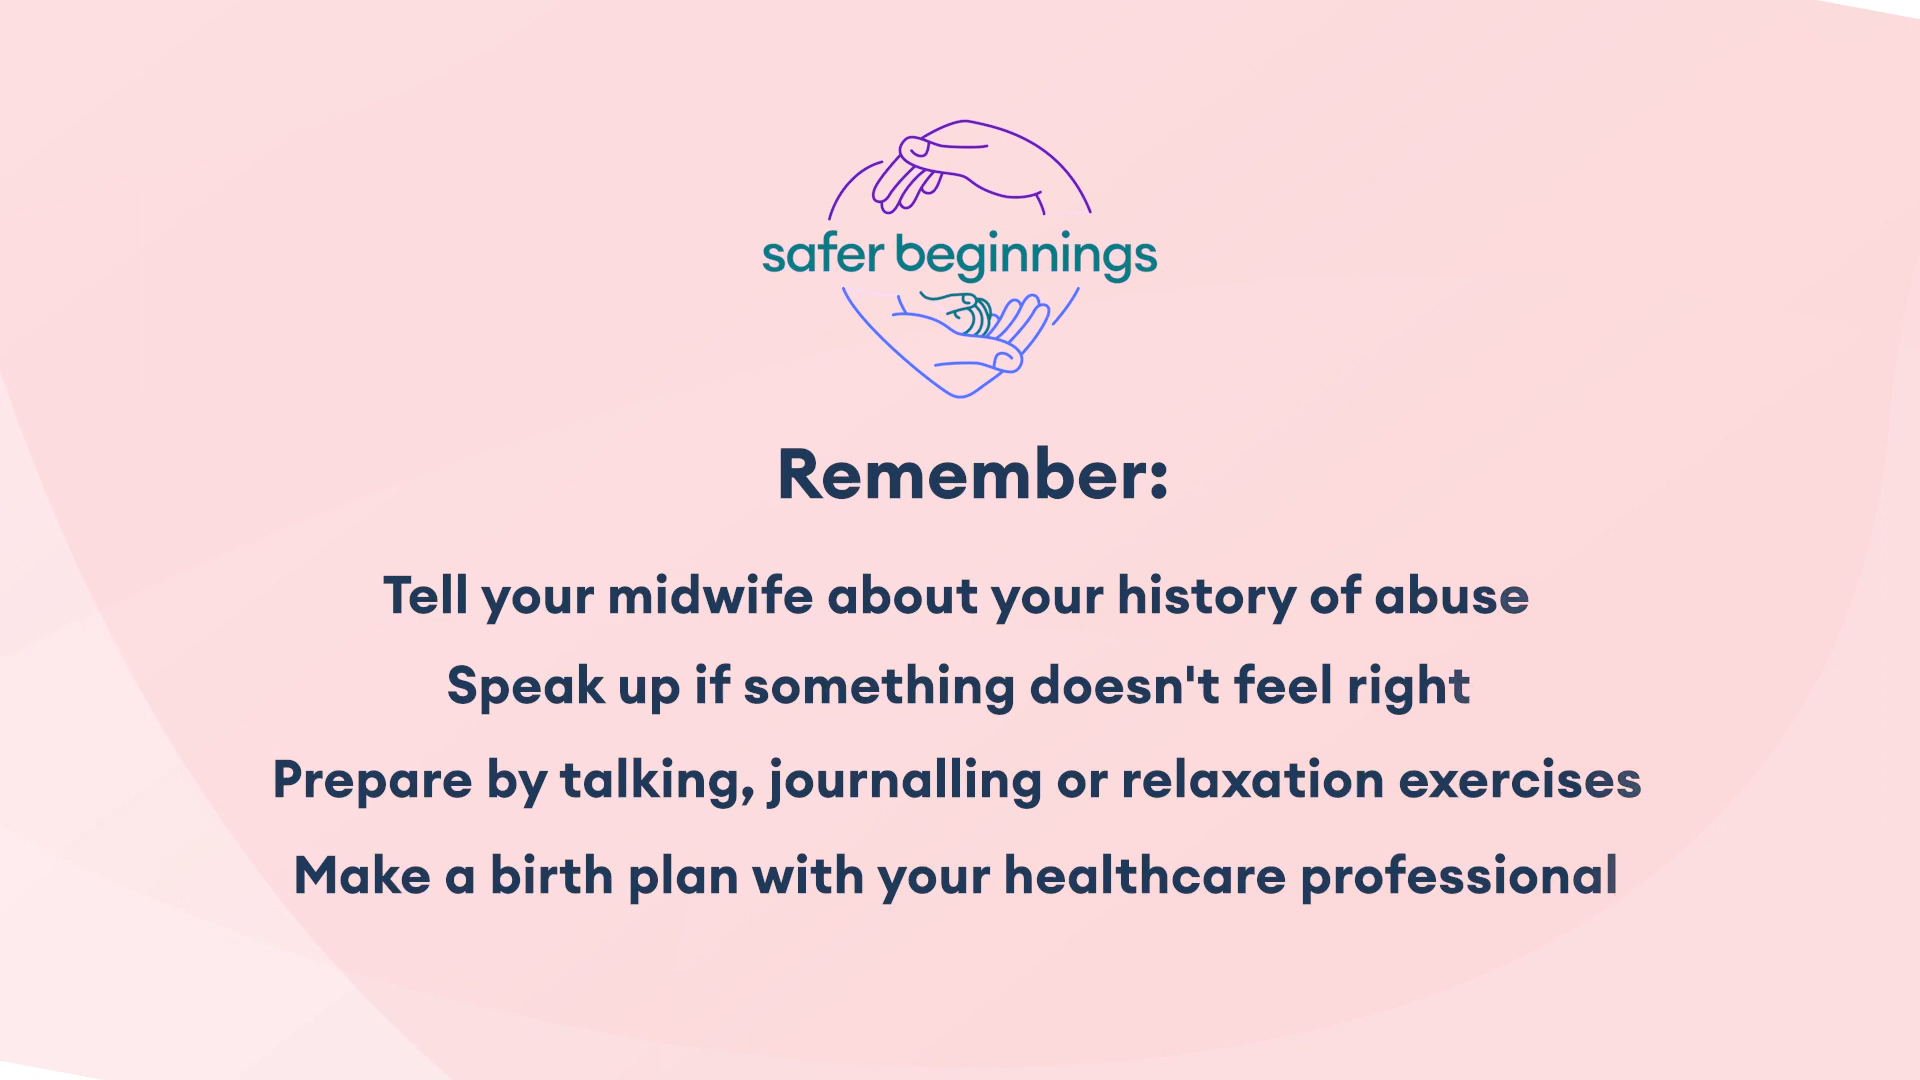 safer beginnings
Remember:
Tell your midwife about your history of abuse
Speak up if something doesn't feel right
Prepare by talking, journalling or relaxation exercises
Make a birth plan with your healthcare professional